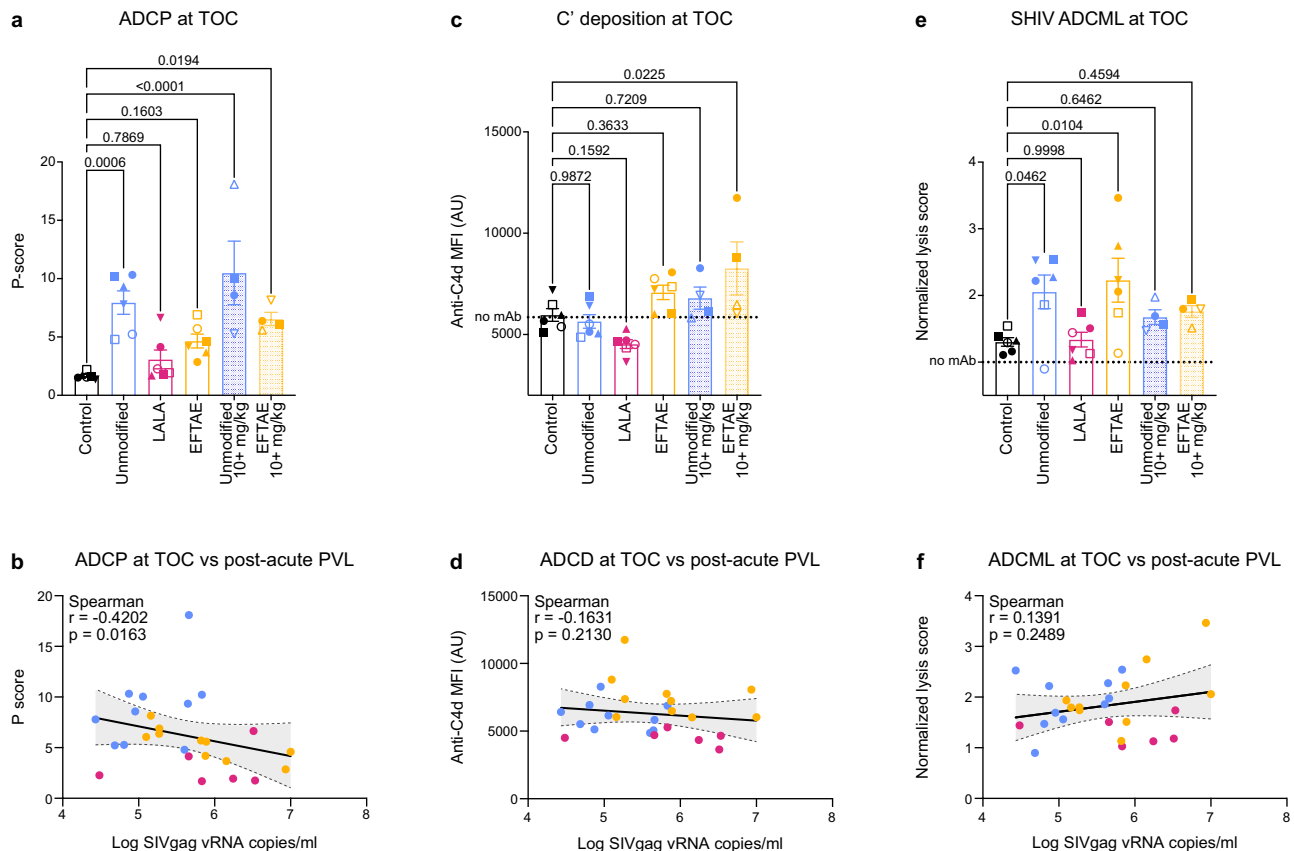 a
ADCP at TOC
0.0194
<0.0001
0.1603
0.7869
0.0006
P-score
20
15
10
5
0
Control
Unmodified
LALA
EFTAE
Unmodified
10+ mg/kg
EFTAE
10+ mg/kg
c
C' deposition at TOC
0.0225
0.7209
0.3633
0.1592
0.9872
Anti-C4d MFI (AU)
15000
10000
no mAb
5000
Control
Unmodified
LALA
EFTAE
Unmodified
10+ mg/kg
EFTAE
10+ mg/kg
e
SHIV ADCML at TOC
0.4594
0.6462
0.0104
0.9998
0.0462
Normalized lysis score
4
3
2
no mAb
Control
Unmodified
LALA
EFTAE
Unmodified
10+ mg/kg
EFTAE
10+ mg/kg
b
ADCP at TOC vs post-acute PVL
Spearman
r = -0.4202
p = 0.0163
P score
20
15
10
5
0
4 5 6 7 8
Log SIVgag vRNA copies/ml
d
ADCD at TOC vs post-acute PVL
Spearman
r = -0.1631
p = 0.2130
Anti-C4d MFI (AU)
15000
10000
5000
0
4 5 6 7 8
Log SIVgag vRNA copies/ml
f
ADCML at TOC vs post-acute PVL
Spearman
r = 0.1391
p = 0.2489
Normalized lysis score
4
3
2
1
0
4 5 6 7 8
Log SIVgag vRNA copies/ml